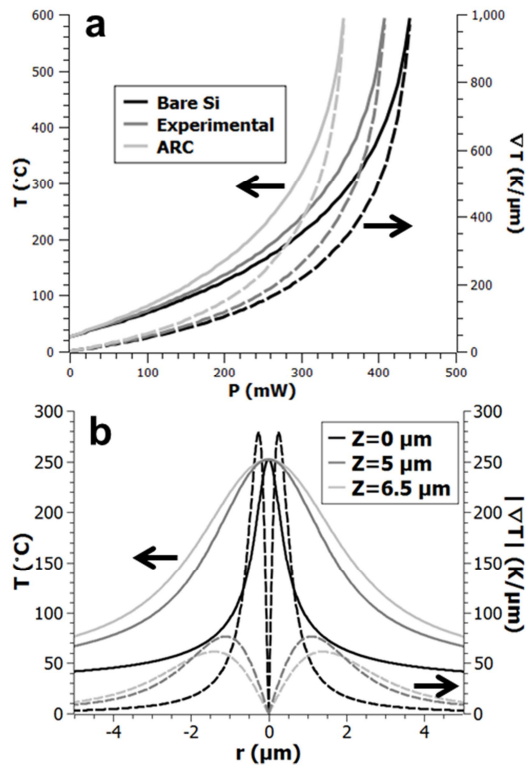 a
600
500
400
300
200
100
0
T (°C)
Bare Si
Experimental
ARC
1,000
800
600
400
200
0
∇T (K/µm)
0 100 200 300 400 500
P (mW)
b
300
250
200
150
100
50
0
T (°C)
Z=0 µm
Z=5 µm
Z=6.5 µm
300
250
200
150
100
50
0
|∇T| (K/µm)
-4 -2 0 2 4
r (µm)